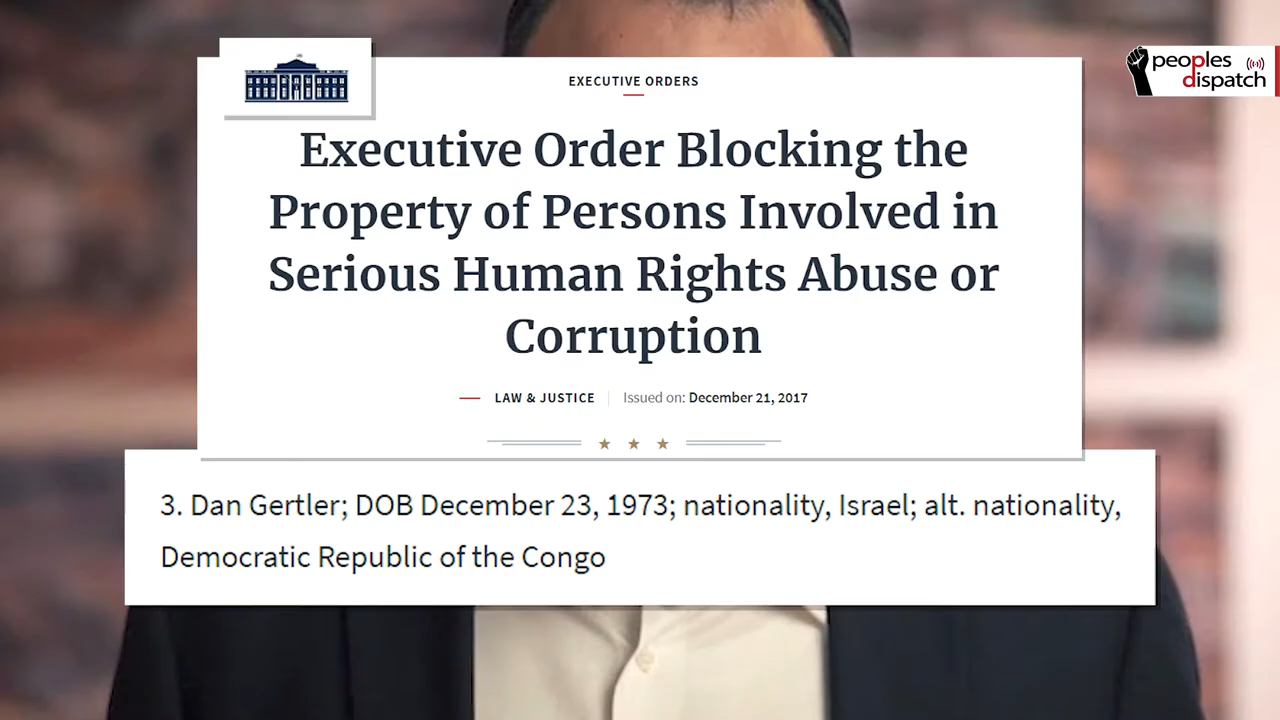 peoples
dispatch
EXECUTIVE ORDERS
Executive Order Blocking the
Property of Persons Involved in
Serious Human Rights Abuse or
Corruption
LAW & JUSTICE Issued on: December 21, 2017
3. Dan Gertler; DOB December 23, 1973; nationality, Israel; alt. nationality,
Democratic Republic of the Congo